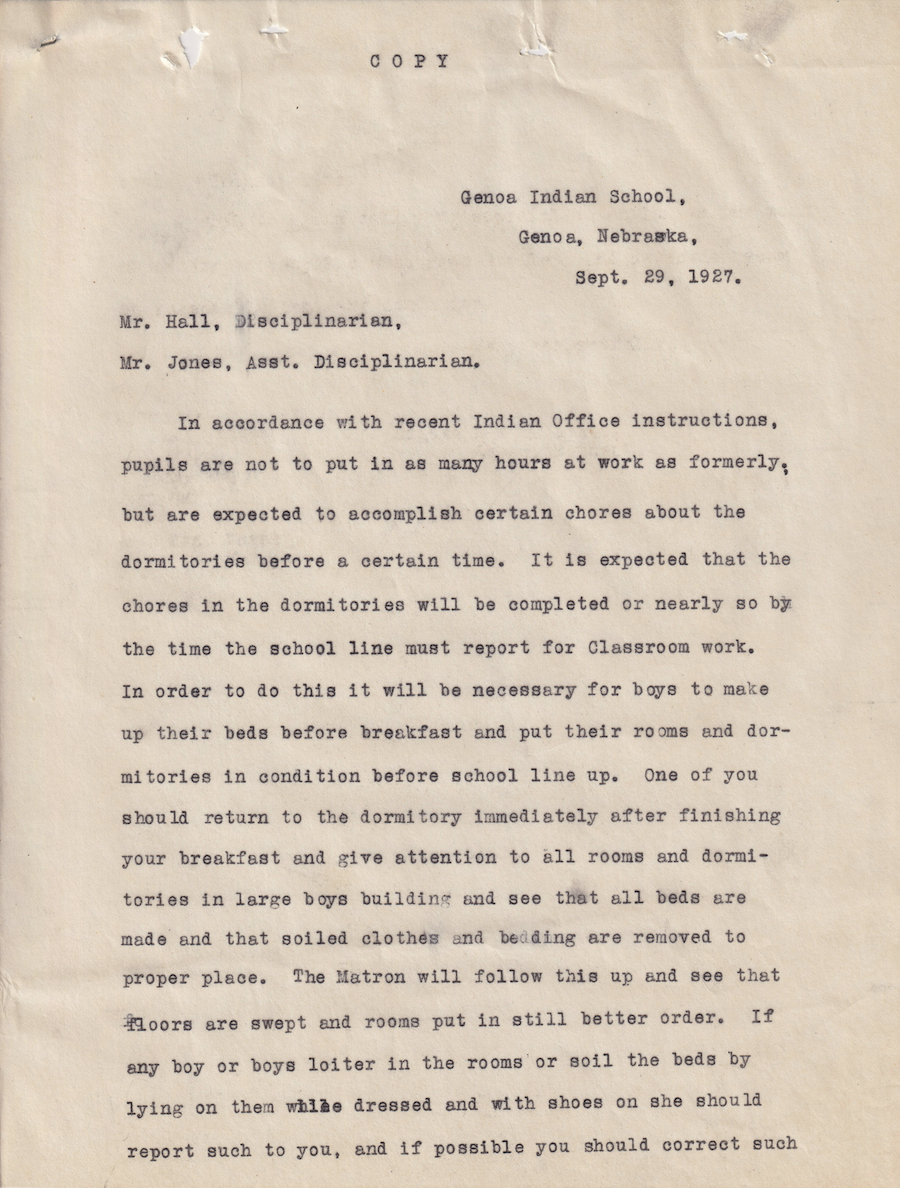 C O P Y
Genoa Indian School,
Genoa, Nebraska,
Sept. 29, 1927.
Mr. Hall, Disciplinarian,
Mr. Jones, Asst. Disciplinarian.
In accordance with recent Indian Office instructions,
pupils are not to put in as many hours at work as formerly,
but are expected to accomplish certain chores about the
dormitories before a certain time. It is expected that the
chores in the dormitories will be completed or nearly so by
the time the school line must report for Classroom work.
In order to do this it will be necessary for boys to make
up their beds before breakfast and put their rooms and dor-
mitories in condition before school line up. One of you
should return to the dormitory immediately after finishing
your breakfast and give attention to all rooms and dormi-
tories in large boys building and see that all beds are
made and that soiled clothes and bedding are removed to
proper place. The Matron will follow this up and see that
floors are swept and rooms put in still better order. If
any boy or boys loiter in the rooms or soil the beds by
lying on them while dressed and with shoes on she should
report such to you, and if possible you should correct such